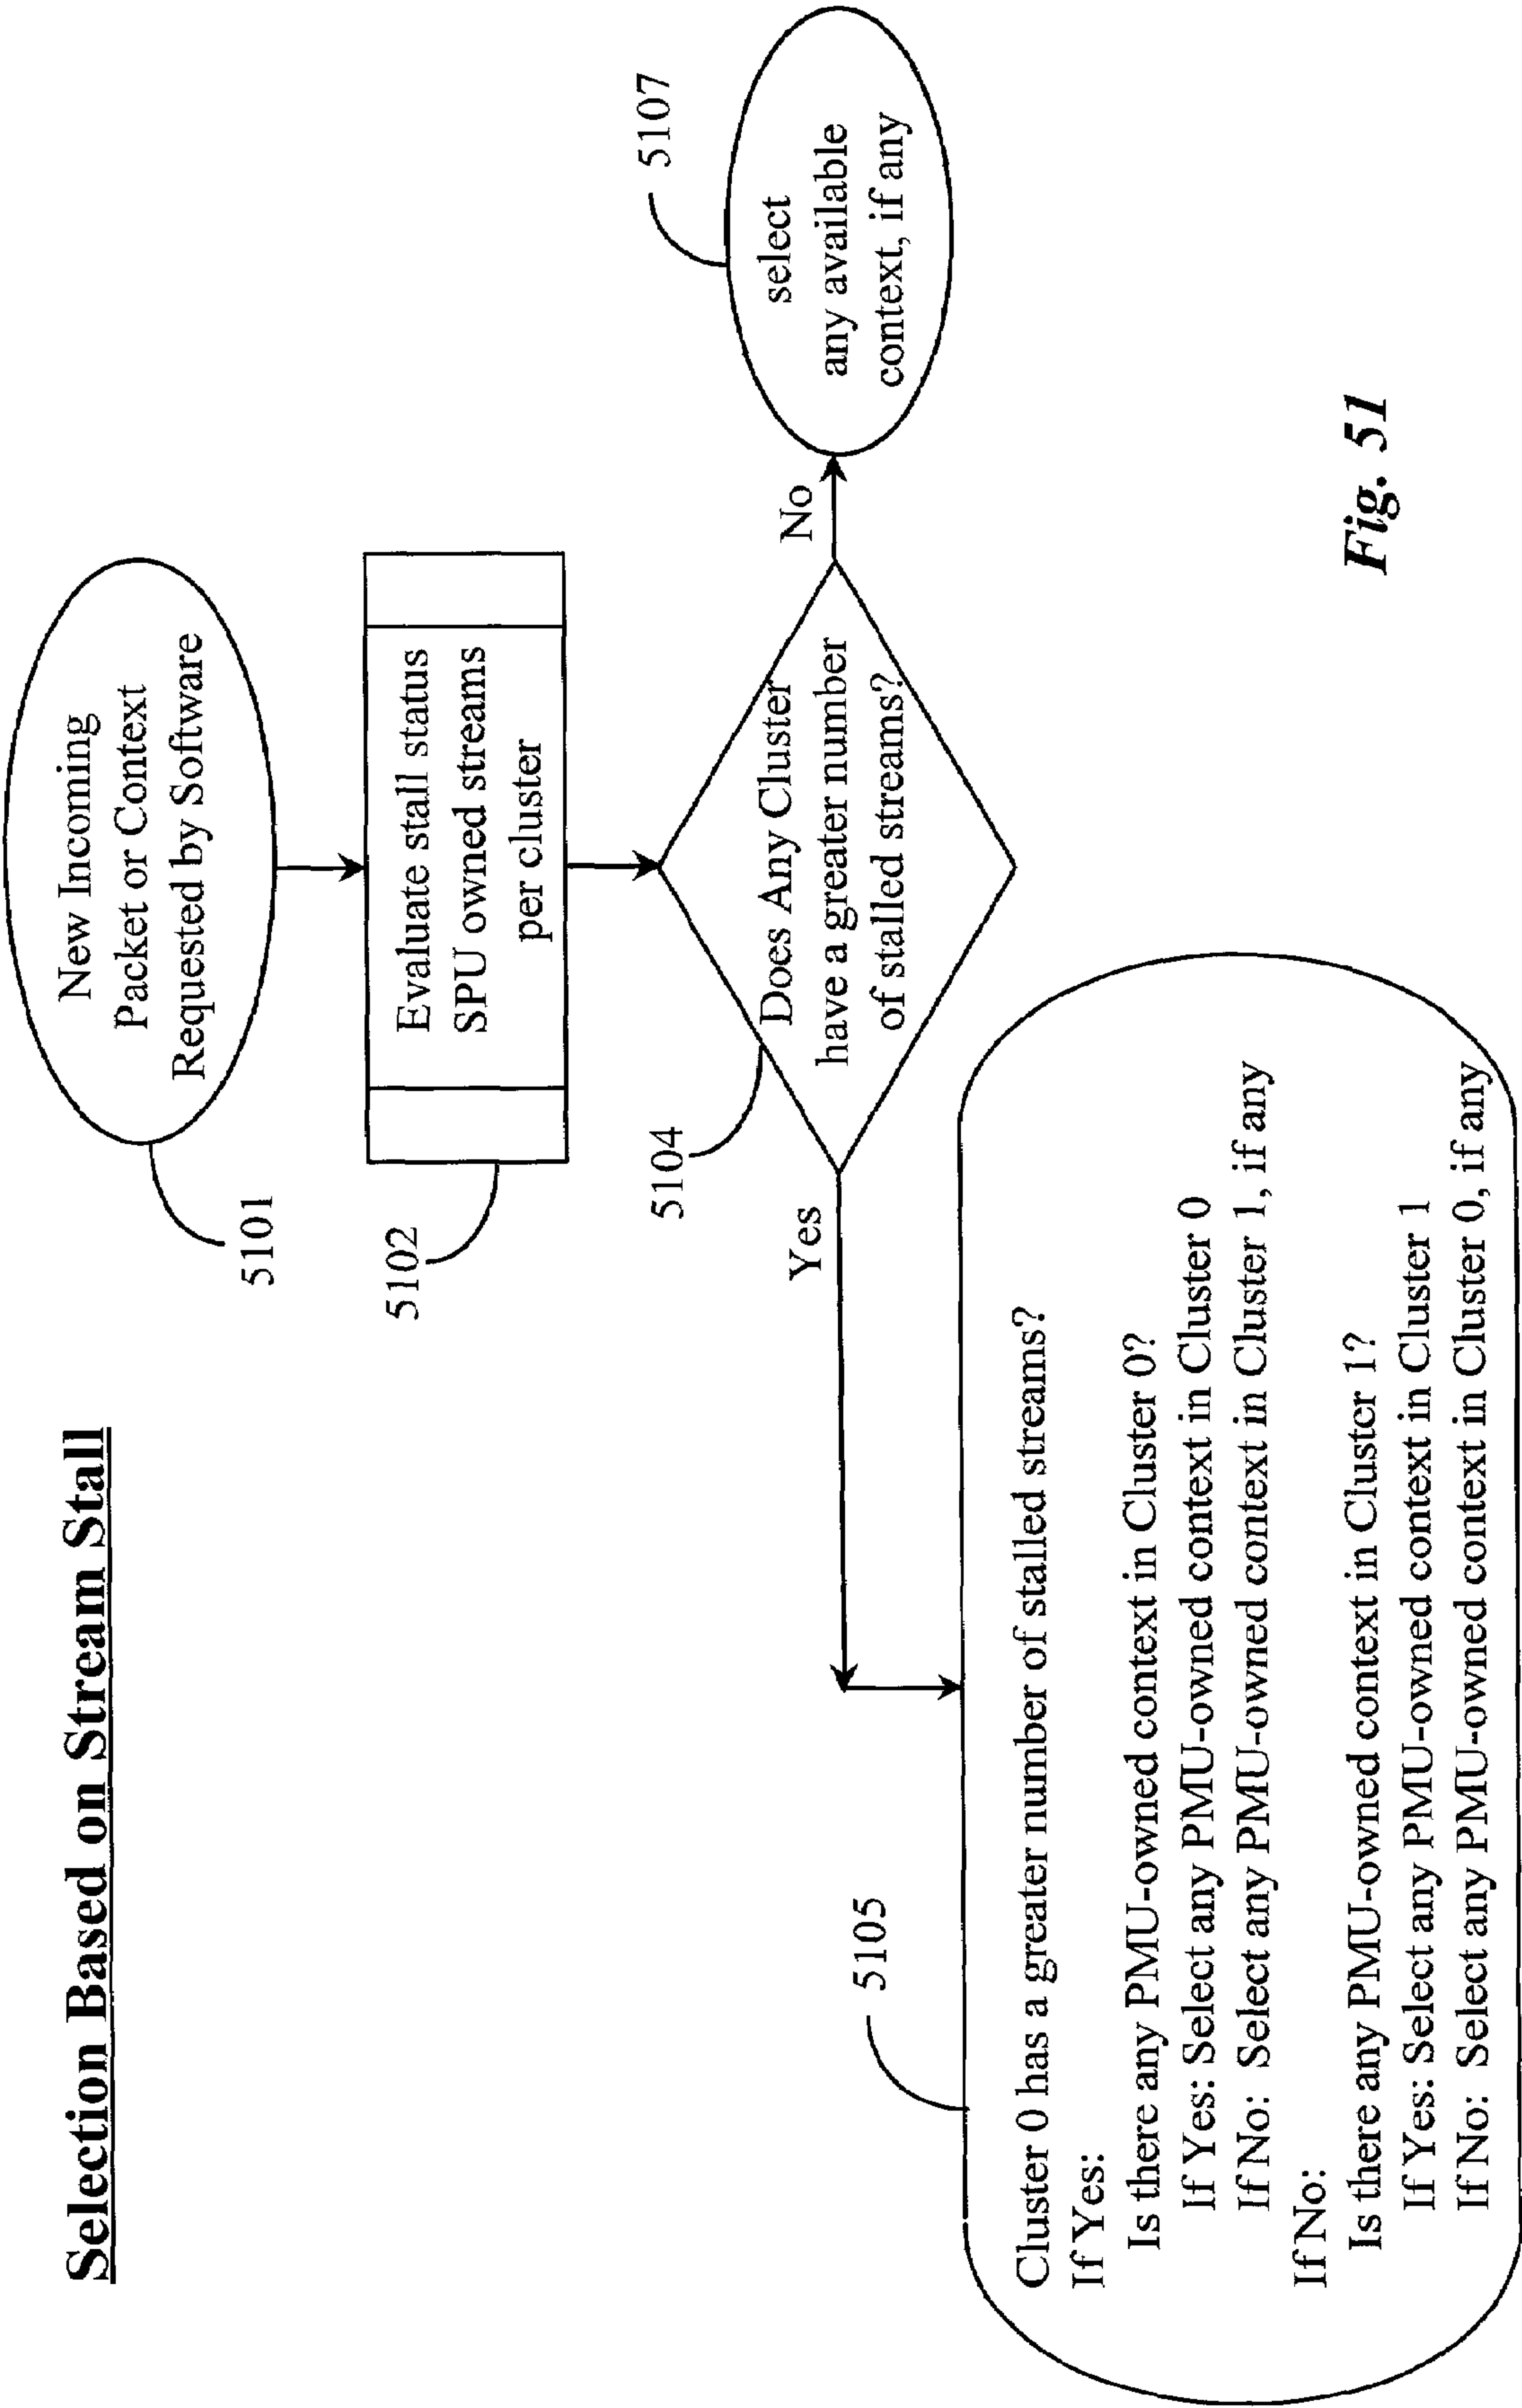 Selection Based on Stream Stall
New Incoming
Packet or Context
Requested by Software
5101
Evaluate stall status
SPU owned streams
per cluster
5102
Does Any Cluster
have a greater number
of stalled streams?
5104
No
5107
select
any available
context, if any
Yes
5105
Cluster 0 has a greater number of stalled streams?
If Yes:
Is there any PMU-owned context in Cluster 0?
If Yes: Select any PMU-owned context in Cluster 0
If No: Select any PMU-owned context in Cluster 1, if any
If No:
Is there any PMU-owned context in Cluster 1?
If Yes: Select any PMU-owned context in Cluster 1
If No: Select any PMU-owned context in Cluster 0, if any
Fig. 51